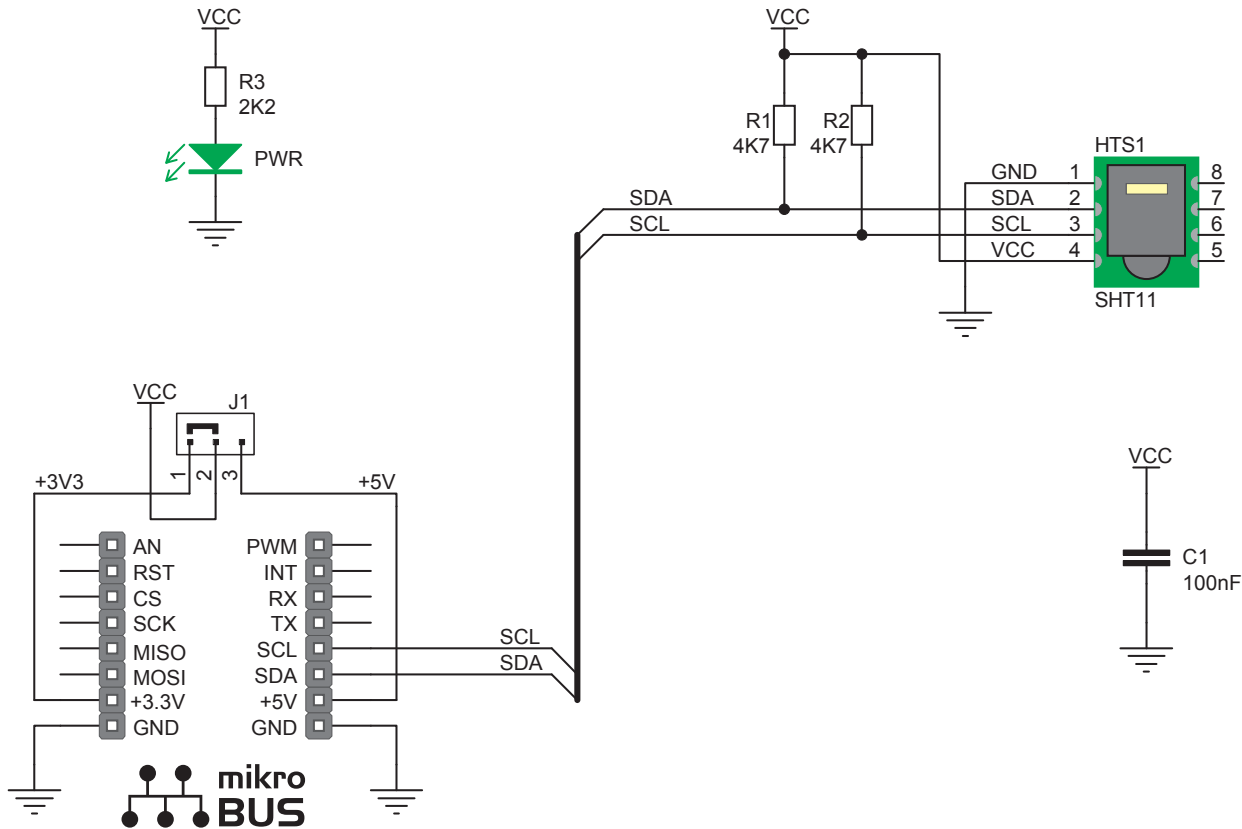 VCC
R3
2K2
PWR
VCC
R1
4K7
R2
4K7
HTS1
GND 1
SDA 2
SCL 3
VCC 4
8
7
6
5
SHT11
SDA
SCL
VCC
J1
1
2
3
+3V3
+5V
AN
RST
CS
SCK
MISO
MOSI
+3.3V
GND
PWM
INT
RX
TX
SCL
SDA
+5V
GND
SCL
SDA
mikro
BUS
VCC
C1
100nF